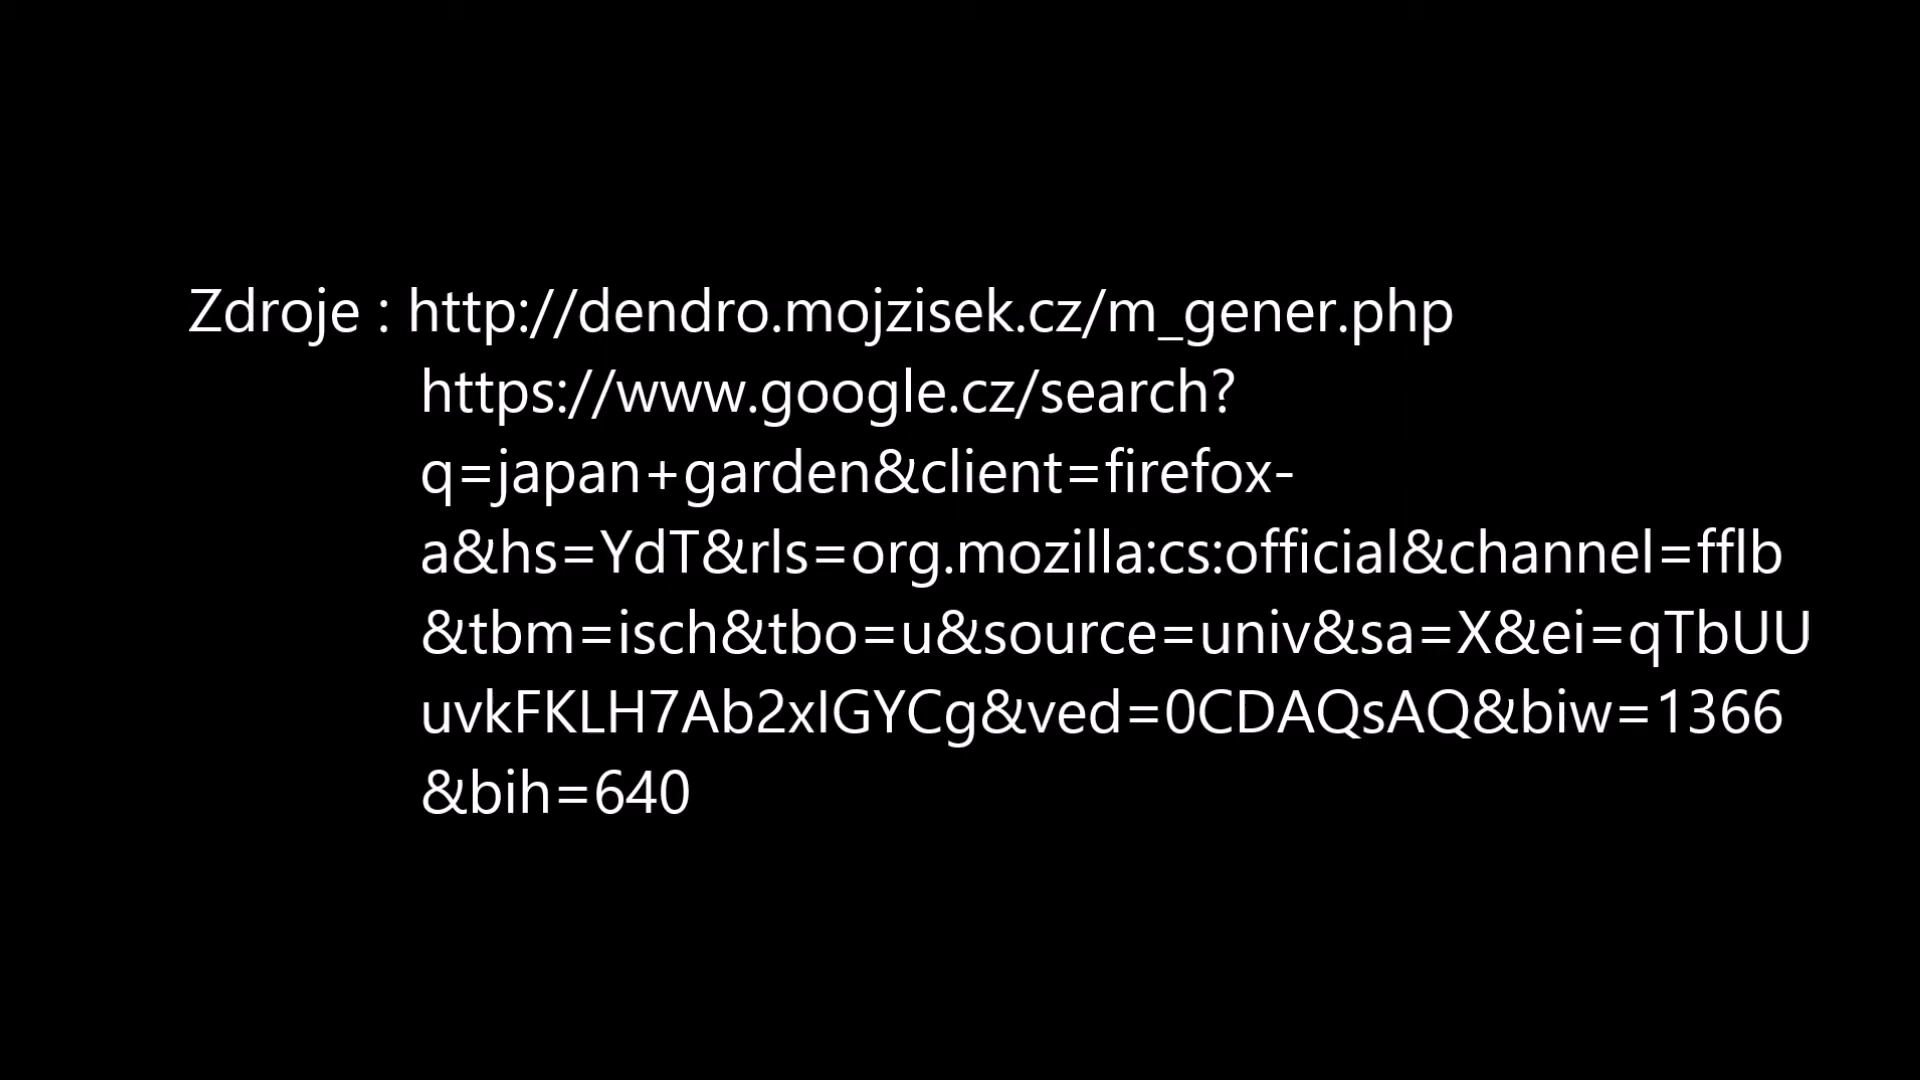 Zdroje : http://dendro.mojzisek.cz/m_gener.php
https://www.google.cz/search?
q=japan+garden&client=firefox-
a&hs=YdT&rls=org.mozilla:cs:official&channel=fflb
&tbm=isch&tbo=u&source=univ&sa=X&ei=qTbUU
uvkFKLH7Ab2xIGYCg&ved=0CDAQsAQ&biw=1366
&bih=640